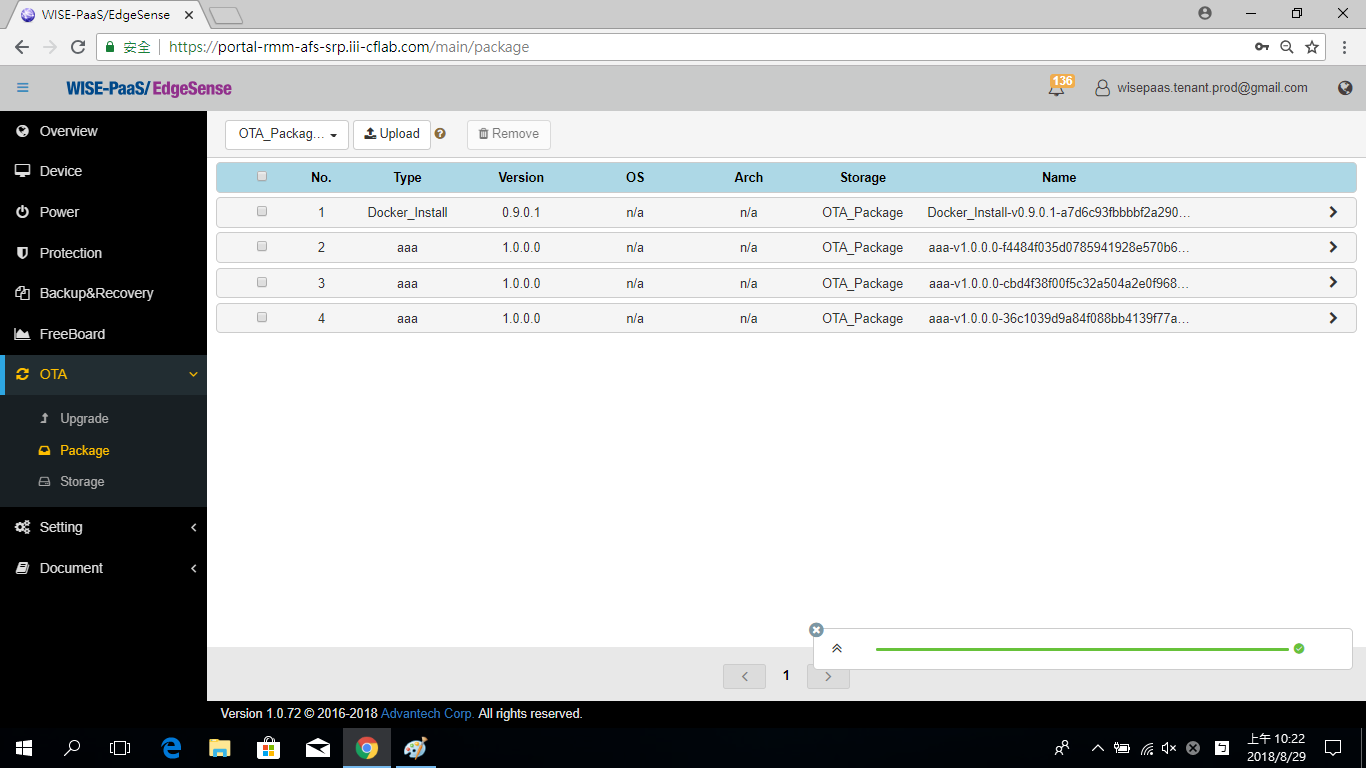 WISE-PaaS/EdgeSense
安全 https://portal-rmm-afs-srp.iii-cflab.com/main/package
WISE-PaaS/EdgeSense 136 wisepaas.tenant.prod@gmail.com
Overview
Device
Power
Protection
Backup&Recovery
FreeBoard
OTA
Upgrade
Package
Storage
Setting
Document
OTA_Packag... Upload Remove
No. Type Version OS Arch Storage Name
1 Docker_Install 0.9.0.1 n/a n/a OTA_Package Docker_Install-v0.9.0.1-a7d6c93fbbbbf2a290...
2 aaa 1.0.0.0 n/a n/a OTA_Package aaa-v1.0.0.0-f4484f035d0785941928e570b6...
3 aaa 1.0.0.0 n/a n/a OTA_Package aaa-v1.0.0.0-cbd4f38f00f5c32a504a2e0f968...
4 aaa 1.0.0.0 n/a n/a OTA_Package aaa-v1.0.0.0-36c1039d9a84f088bb4139f77a...
1
Version 1.0.72 © 2016-2018 Advantech Corp. All rights reserved.
上午 10:22
2018/8/29